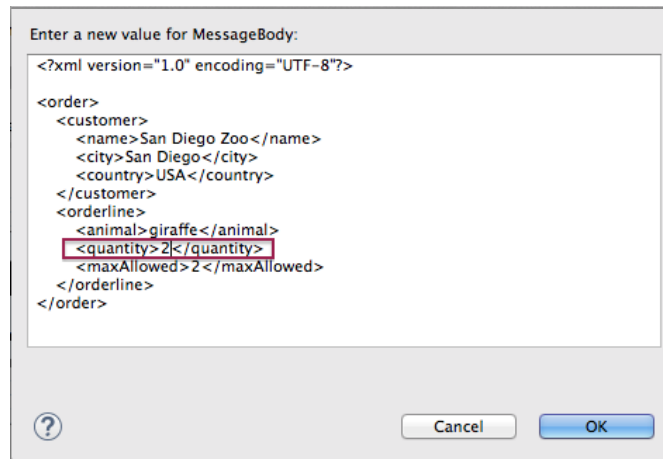 Enter a new value for MessageBody:
<?xml version="1.0" encoding="UTF-8"?>
<order>
<customer>
<name>San Diego Zoo</name>
<city>San Diego</city>
<country>USA</country>
</customer>
<orderline>
<animal>giraffe</animal>
<quantity>2</quantity>
<maxAllowed>2</maxAllowed>
</orderline>
</order>
?
Cancel OK